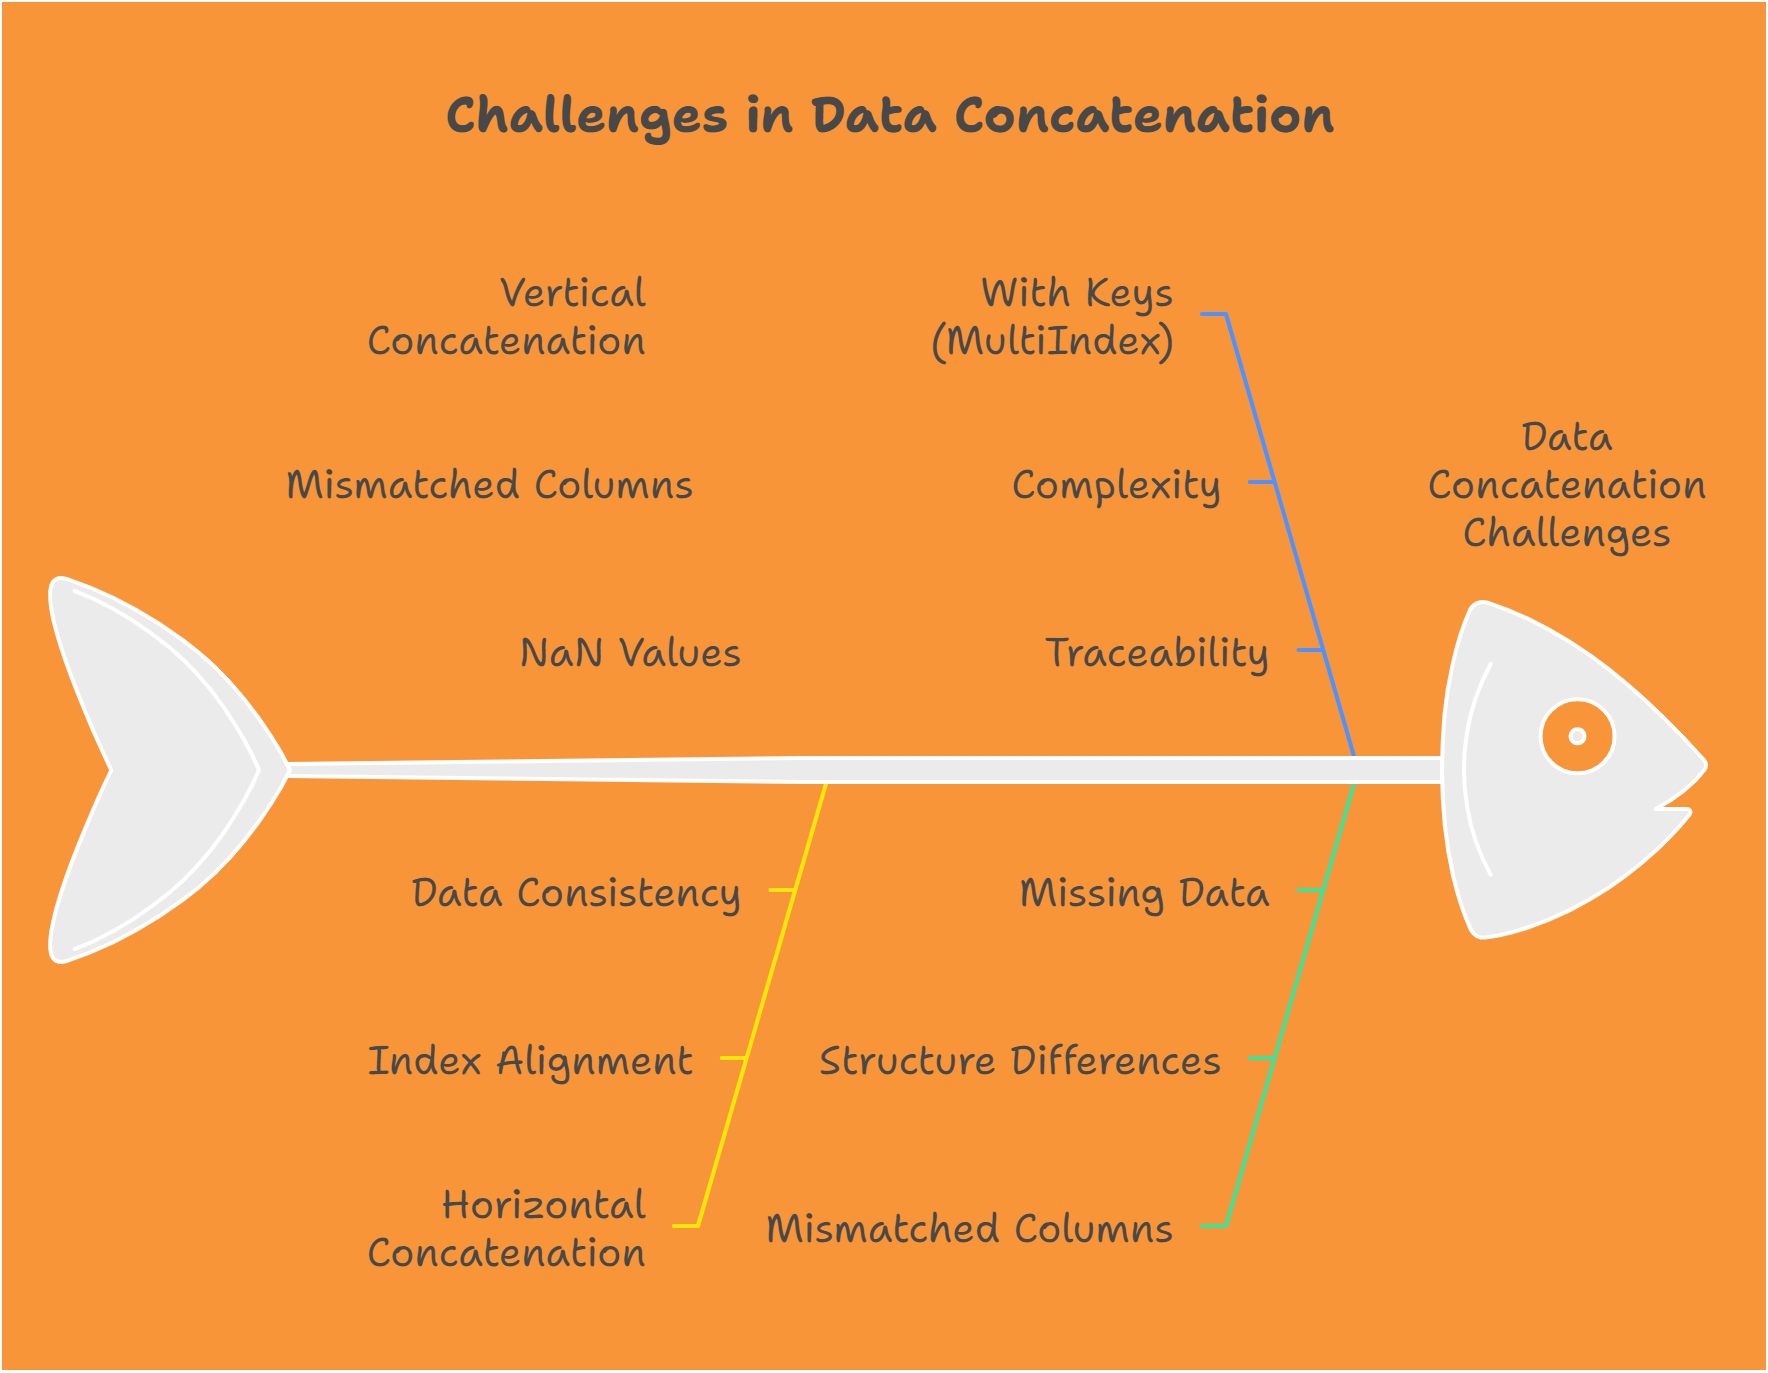 Challenges in Data Concatenation
Vertical
Concatenation
Mismatched Columns
NaN Values
With Keys
(MultiIndex)
Complexity
Traceability
Data
Concatenation
Challenges
Data Consistency
Index Alignment
Horizontal
Concatenation
Missing Data
Structure Differences
Mismatched Columns